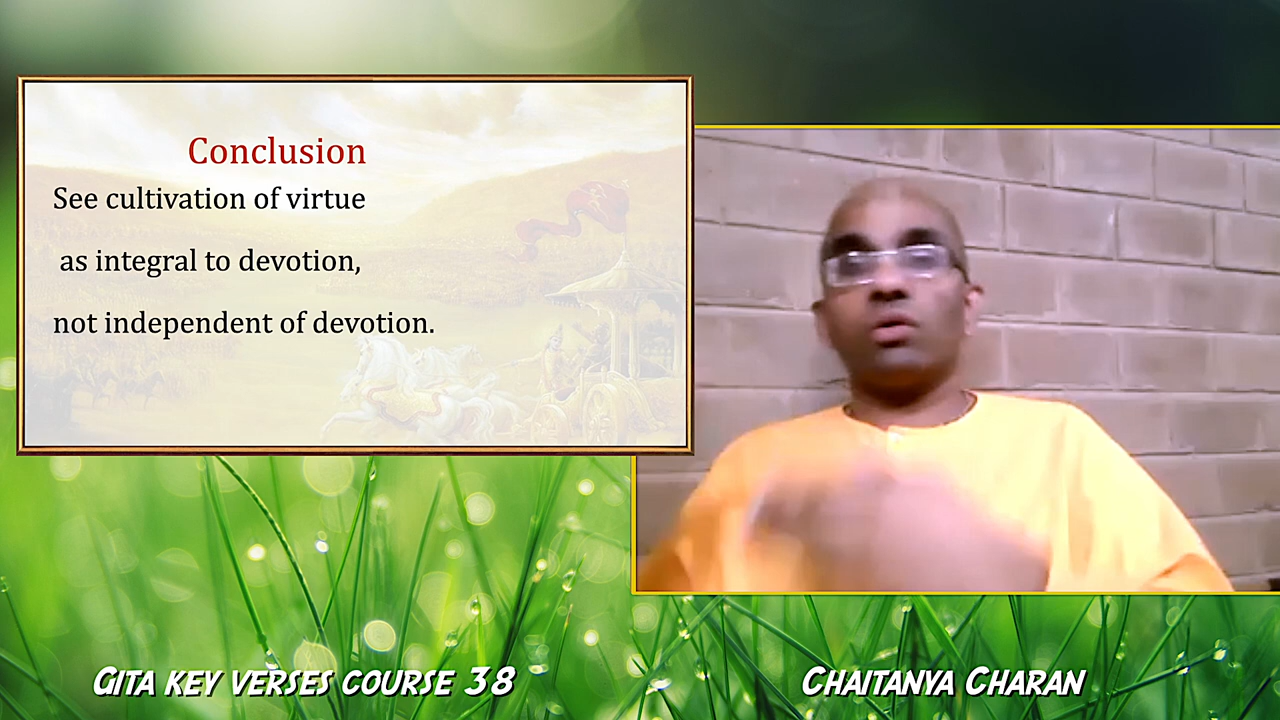 Conclusion
See cultivation of virtue
as integral to devotion,
not independent of devotion.
GITA KEY VERSES COURSE 38
CHAITANYA CHARAN